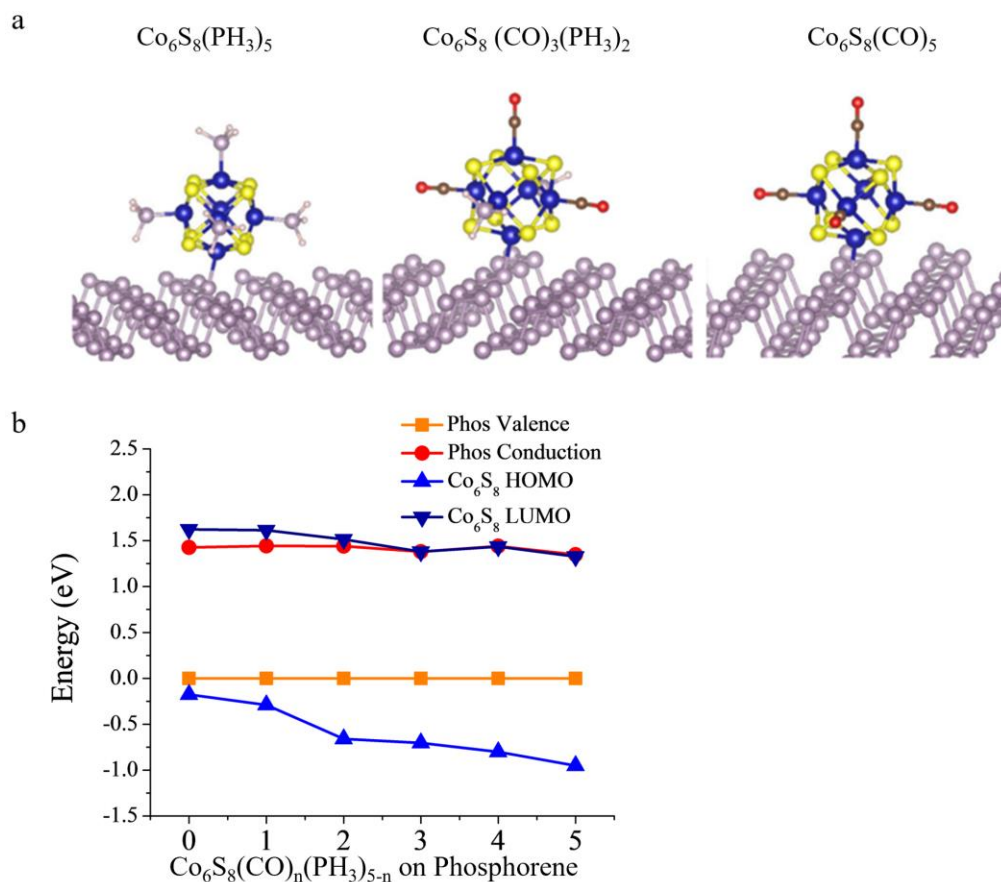 a
Co₆S₈(PH₃)₅
Co₆S₈ (CO)₃(PH₃)₂
Co₆S₈(CO)₅
b
Phos Valence
Phos Conduction
Co₆S₈ HOMO
Co₆S₈ LUMO
2.5
2.0
1.5
1.0
0.5
0.0
-0.5
-1.0
-1.5
Energy (eV)
0 1 2 3 4 5
Co₆S₈(CO)ₙ(PH₃)₅₋ₙ on Phosphorene